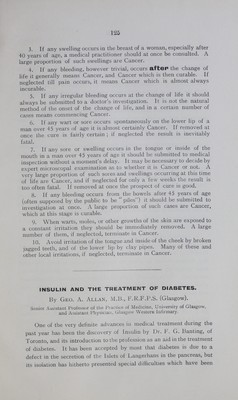 125
3. If any swelling occurs in the breast of a woman, especially after
40 years of age, a medical practitioner should at once be consulted. A
large proportion of such swellings are Cancer.
4. If any bleeding, however trivial, occurs after the change of
life it generally means Cancer, and Cancer which is then curable. If
neglected till pain occurs, it means Cancer which is almost always
incurable.
5. If any irregular bleeding occurs at the change of life it should
always be submitted to a doctor's investigation. It is not the natural
method of the onset of the change of life, and in a certain number of
cases means commencing Cancer.
6. If any wart or sore occurs spontaneously on the lower lip of a
man over 45 years of age it is almost certainly Cancer. If removed at
once the cure is fairly certain; if neglected the result is inevitably
fatal.
7. If any sore or swelling occurs in the tongue or inside of the
mouth in a man over 45 years of age it should be submitted to medical
inspection without a moment's delay. It may be necessary to decide by
expert microscopal examination as to whether it is Cancer or not. A
very large proportion of such sores and swellings occurring at this time
of life are Cancer, and if neglected for only a few weeks the result is
too often fatal. If removed at once the prospect of cure is good.
8. If any bleeding occurs from the bowels after 45 years of age
(often supposed by the public to be "piles") it should be submitted to
investigation at once. A large proportion of such cases are Cancer,
which at this stage is curable.
9. When warts, moles, or other growths of the skin are exposed to
a constant irritation they should be immediately removed. A large
number of them, if neglected, terminate in Cancer.
10. Avoid irritation of the tongue and inside of the cheek by broken
jagged teeth, and of the lower lip by clay pipes. Many of these and
other local irritations, if neglected, terminate in Cancer.
INSULIN AND THE TREATMENT OF DIABETES.
By GEO. A. ALLAN, M.B., F.R.F.P.S. (Glasgow).
Senior Assistant Professor of the Practice of Medicine, University of Glasgow,
and Assistant Physician, Glasgow Western Infirmary.
One of the very definite advances in medical treatment during the
past year has been the discovery of Insulin by Dr. F. G. Banting, of
Toronto, and its introduction to the profession as an aid in the treatment
of diabetes. It has been accepted by most that diabetes is due to a
defect in the secretion of the Islets of Langerhans in the pancreas, but
its isolation has hitherto presented special difficulties which have been